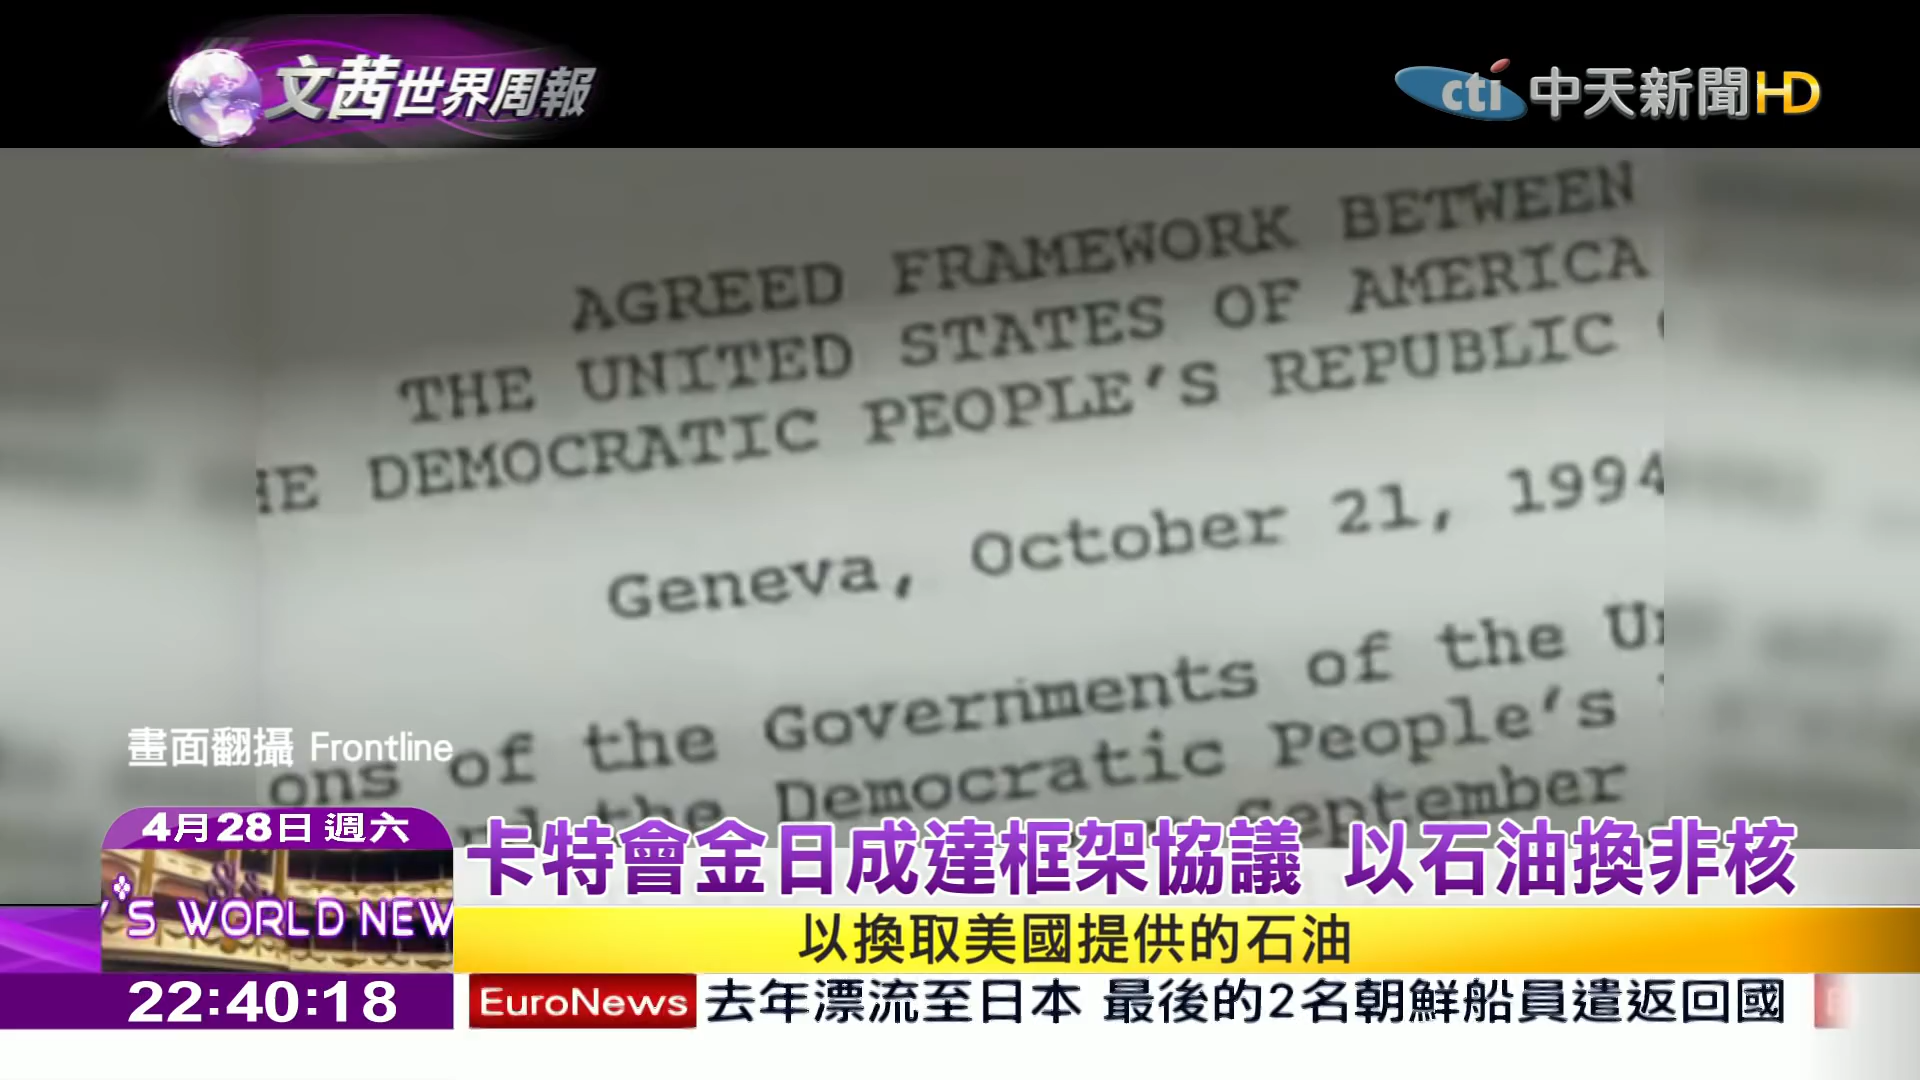 文茜世界周報
cti 中天新聞HD
AGREED FRAMEWORK BETWEEN
THE UNITED STATES OF AMERICA
DEMOCRATIC PEOPLE'S REPUBLIC
Geneva, October 21, 1994
of the Governments of the
the Democratic People's
September
畫面翻攝 Frontline
4月28日 週六
卡特會金日成達框架協議 以石油換非核
'S WORLD NEW
以換取美國提供的石油
22:40:18
EuroNews 去年漂流至日本 最後的2名朝鮮船員遣返回國